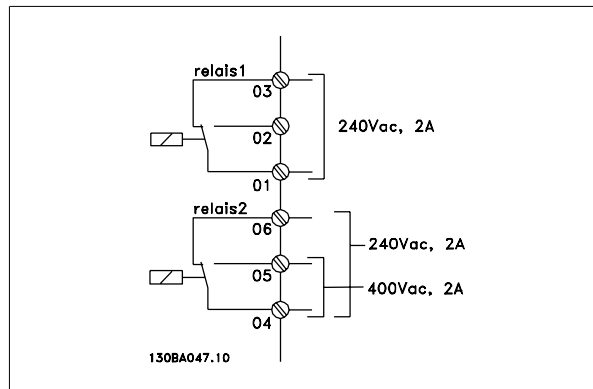 relais1
03
02
240Vac, 2A
01
relais2
06
240Vac, 2A
05
400Vac, 2A
04
130BA047.10